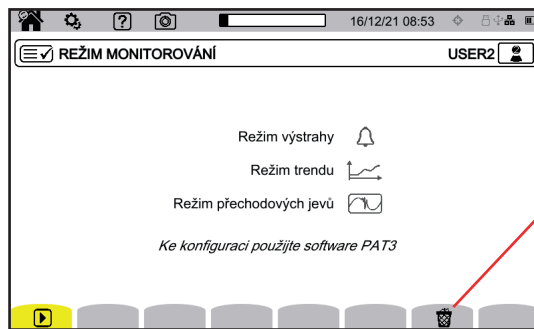 16/12/21 08:53
REŽIM MONITOROVÁNÍ USER2
Režim výstrahy
Režim trendu
Režim přechodových jevů
Ke konfiguraci použijte software PAT3